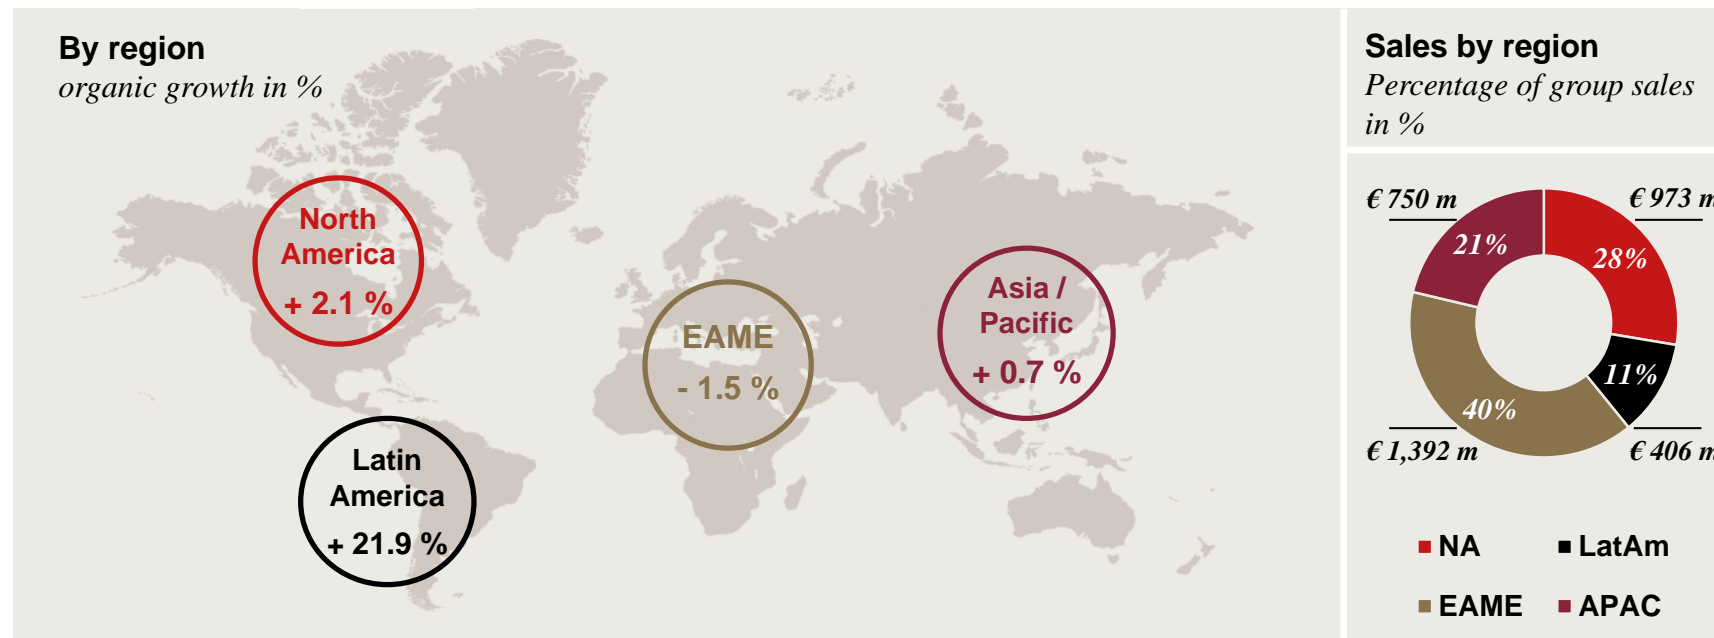 By region
organic growth in %
North
America
+ 2.1 %
Latin
America
+ 21.9 %
EAME
- 1.5 %
Asia /
Pacific
+ 0.7 %
Sales by region
Percentage of group sales
in %
€ 750 m
€ 973 m
21%
28%
11%
40%
€ 1,392 m
€ 406 m
NA
LatAm
EAME
APAC